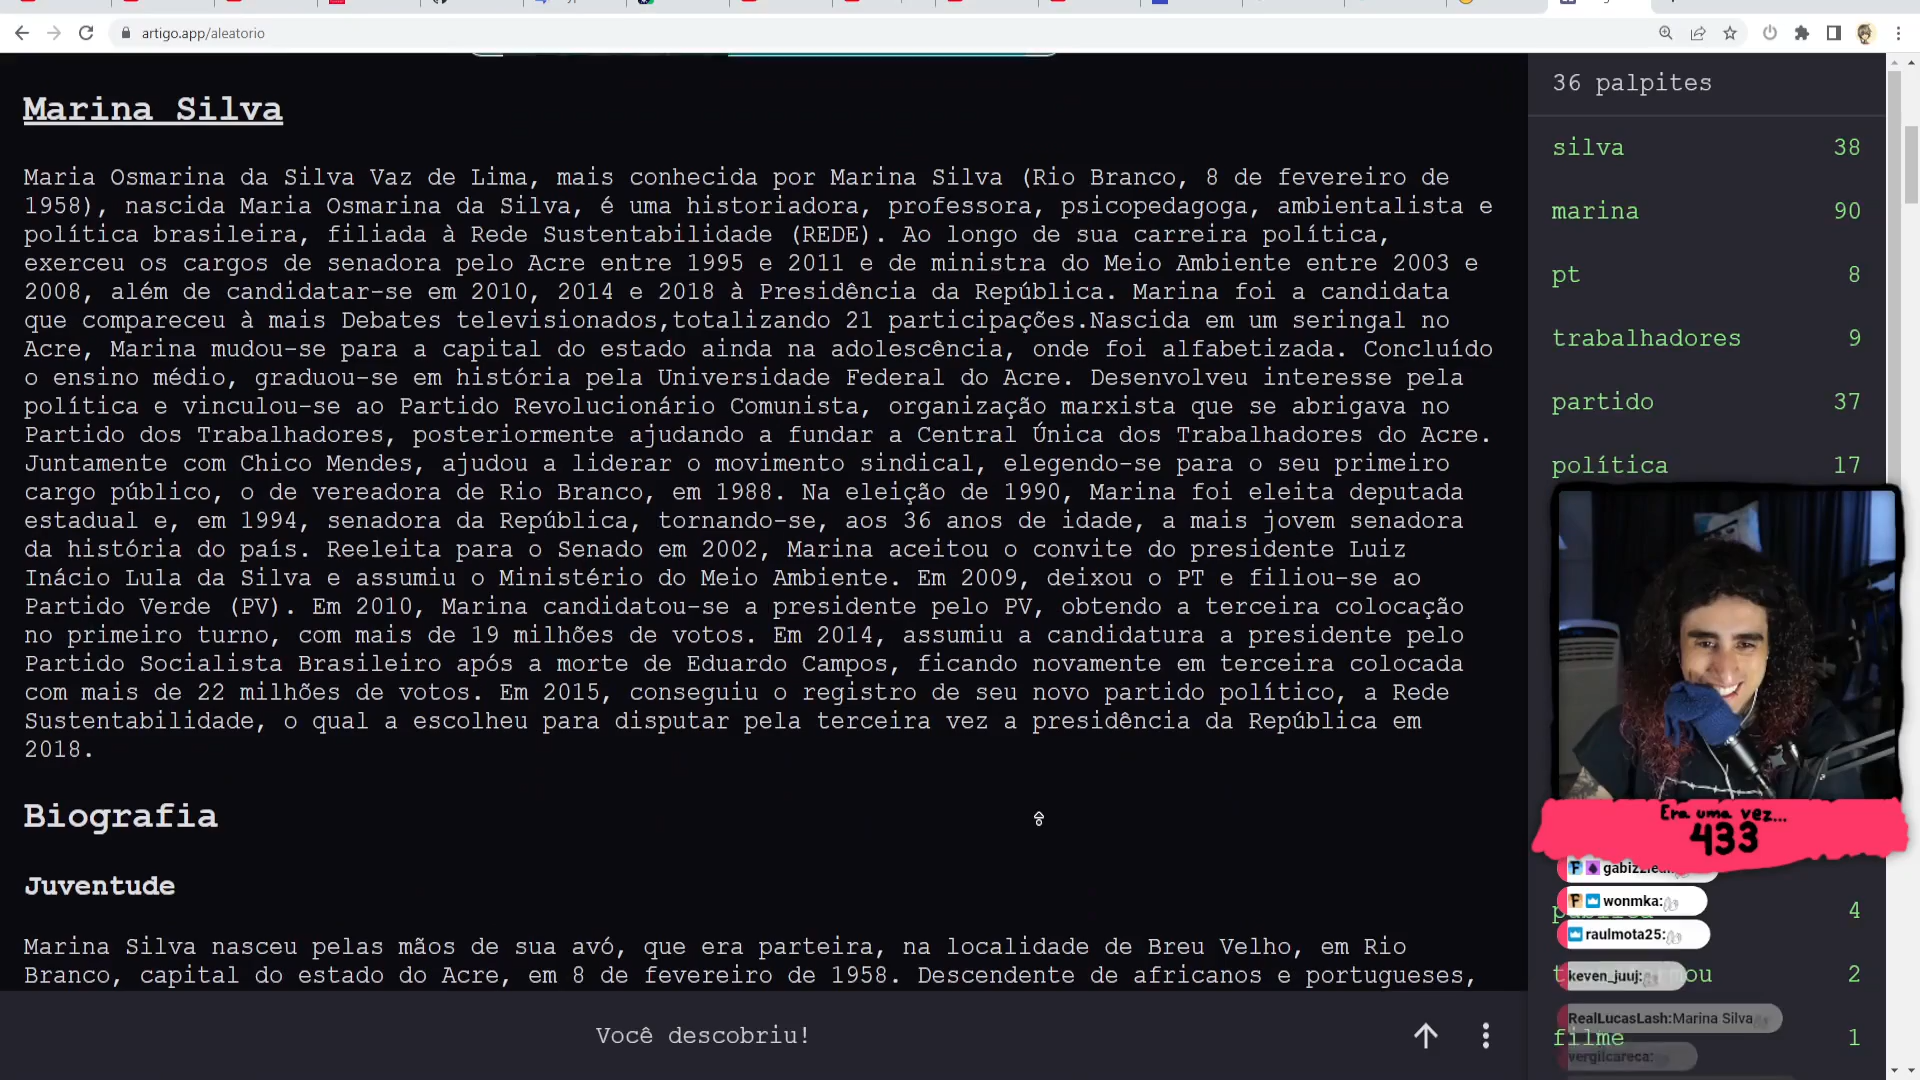 artigo.app/aleatorio
Marina Silva
Maria Osmarina da Silva Vaz de Lima, mais conhecida por Marina Silva (Rio Branco, 8 de fevereiro de
1958), nascida Maria Osmarina da Silva, é uma historiadora, professora, psicopedagoga, ambientalista e
política brasileira, filiada à Rede Sustentabilidade (REDE). Ao longo de sua carreira política,
exerceu os cargos de senadora pelo Acre entre 1995 e 2011 e de ministra do Meio Ambiente entre 2003 e
2008, além de candidatar-se em 2010, 2014 e 2018 à Presidência da República. Marina foi a candidata
que compareceu à mais Debates televisionados,totalizando 21 participações.Nascida em um seringal no
Acre, Marina mudou-se para a capital do estado ainda na adolescência, onde foi alfabetizada. Concluído
o ensino médio, graduou-se em história pela Universidade Federal do Acre. Desenvolveu interesse pela
política e vinculou-se ao Partido Revolucionário Comunista, organização marxista que se abrigava no
Partido dos Trabalhadores, posteriormente ajudando a fundar a Central Única dos Trabalhadores do Acre.
Juntamente com Chico Mendes, ajudou a liderar o movimento sindical, elegendo-se para o seu primeiro
cargo público, o de vereadora de Rio Branco, em 1988. Na eleição de 1990, Marina foi eleita deputada
estadual e, em 1994, senadora da República, tornando-se, aos 36 anos de idade, a mais jovem senadora
da história do país. Reeleita para o Senado em 2002, Marina aceitou o convite do presidente Luiz
Inácio Lula da Silva e assumiu o Ministério do Meio Ambiente. Em 2009, deixou o PT e filiou-se ao
Partido Verde (PV). Em 2010, Marina candidatou-se a presidente pelo PV, obtendo a terceira colocação
no primeiro turno, com mais de 19 milhões de votos. Em 2014, assumiu a candidatura a presidente pelo
Partido Socialista Brasileiro após a morte de Eduardo Campos, ficando novamente em terceira colocada
com mais de 22 milhões de votos. Em 2015, conseguiu o registro de seu novo partido político, a Rede
Sustentabilidade, o qual a escolheu para disputar pela terceira vez a presidência da República em
2018.
Biografia
Juventude
Marina Silva nasceu pelas mãos de sua avó, que era parteira, na localidade de Breu Velho, em Rio
Branco, capital do estado do Acre, em 8 de fevereiro de 1958. Descendente de africanos e portugueses,
Você descobriu!
36 palpites
silva 38
marina 90
pt 8
trabalhadores 9
partido 37
política 17
Era uma vez...
433
wonmka:
4
raulmota25:
keven_juuj:
2
RealLucasLash:Marina Silva
filme 1
vergilcareca: